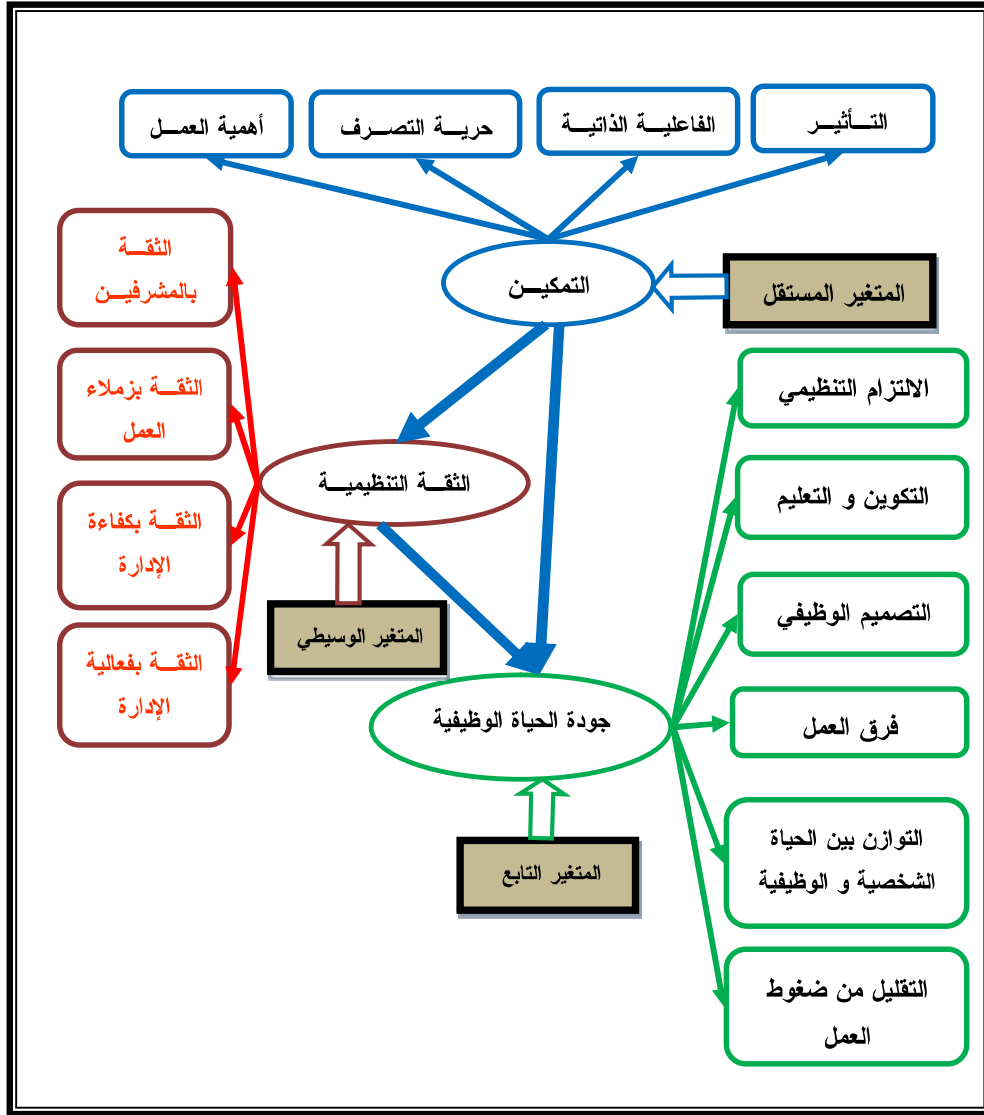 التـــأثيـــر
الفاعليـــة الذاتيـــة
حريـــة التصـــرف
أهمية العمـــل
التمكيـــن
المتغير المستقل
الثقـــة
بالمشرفيـــن
الثقـــة بزملاء
العمل
الثقـــة بكفاءة
الإدارة
الثقـــة بفعالية
الإدارة
الثقـــة التنظيميـــة
المتغير الوسيطي
الالتزام التنظيمي
التكوين و التعليم
التصميم الوظيفي
فرق العمل
التوازن بين الحياة
الشخصية و الوظيفية
التقليل من ضغوط
العمل
جودة الحياة الوظيفية
المتغير التابع